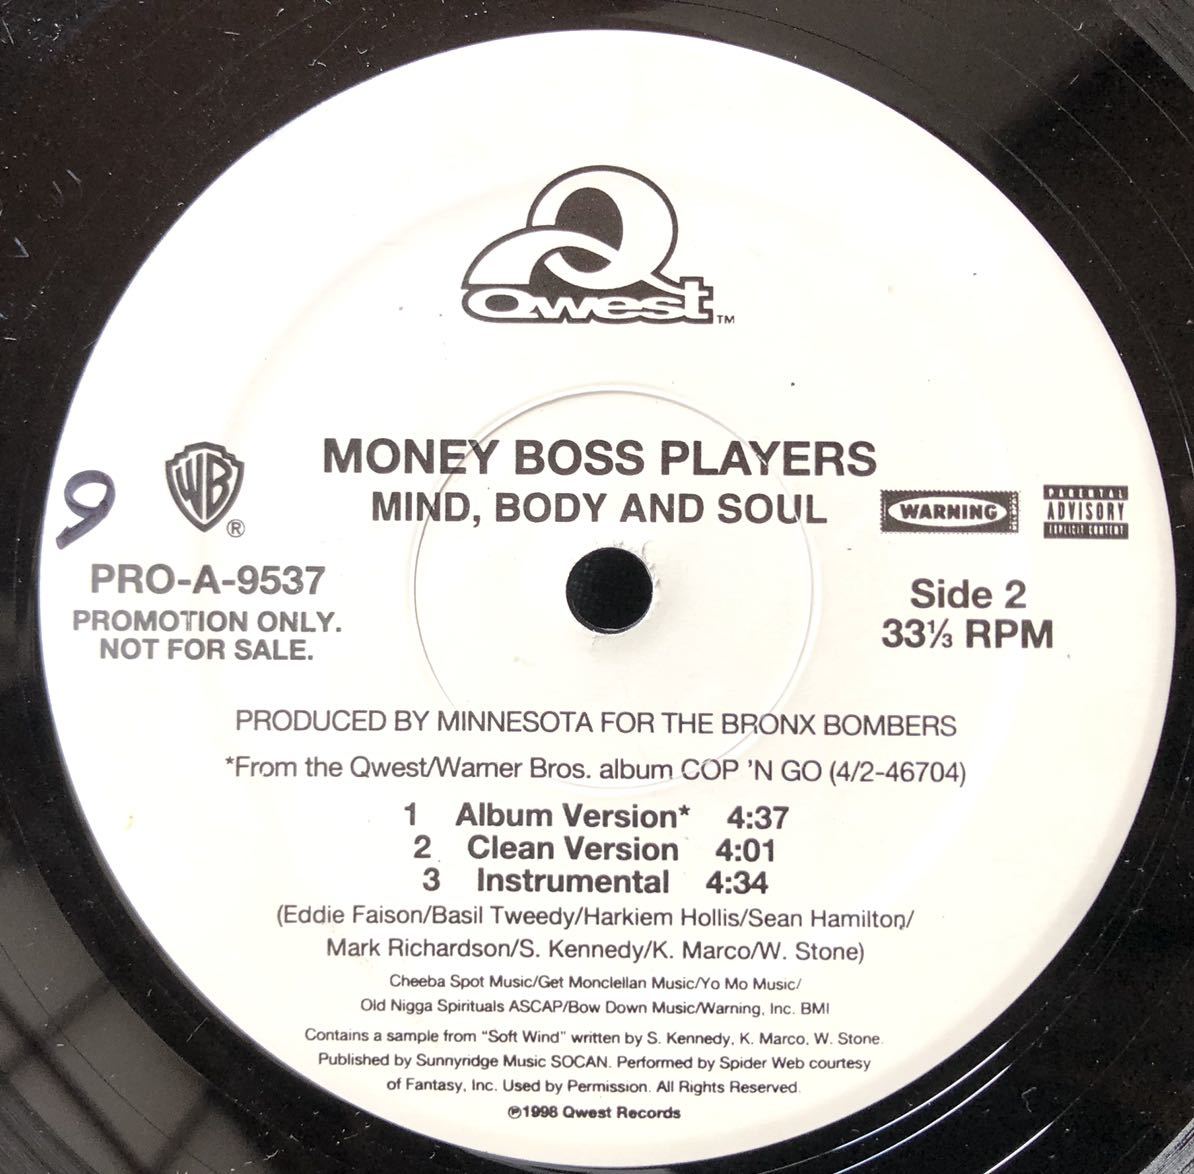 Qwest™
MONEY BOSS PLAYERS
MIND, BODY AND SOUL
9
WB®
WARNING
RECORDS
PARENTAL
ADVISORY
EXPLICIT CONTENT
PRO-A-9537
PROMOTION ONLY.
NOT FOR SALE.
Side 2
33⅓ RPM
PRODUCED BY MINNESOTA FOR THE BRONX BOMBERS
*From the Qwest/Warner Bros. album COP 'N GO (4/2-46704)
1 Album Version* 4:37
2 Clean Version 4:01
3 Instrumental 4:34
(Eddie Faison/Basil Tweedy/Harkiem Hollis/Sean Hamilton/
Mark Richardson/S. Kennedy/K. Marco/W. Stone)
Cheeba Spot Music/Get Monclellan Music/Yo Mo Music/
Old Nigga Spirituals ASCAP/Bow Down Music/Warning, Inc. BMI
Contains a sample from "Soft Wind" written by S. Kennedy, K. Marco, W. Stone.
Published by Sunnyridge Music SOCAN. Performed by Spider Web courtesy
of Fantasy, Inc. Used by Permission. All Rights Reserved.
℗1998 Qwest Records